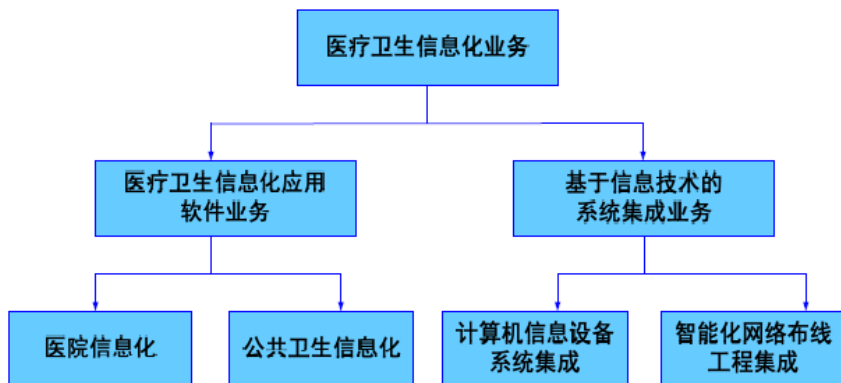 医疗卫生信息化业务
医疗卫生信息化应用
软件业务
基于信息技术的
系统集成业务
医院信息化
公共卫生信息化
计算机信息设备
系统集成
智能化网络布线
工程集成